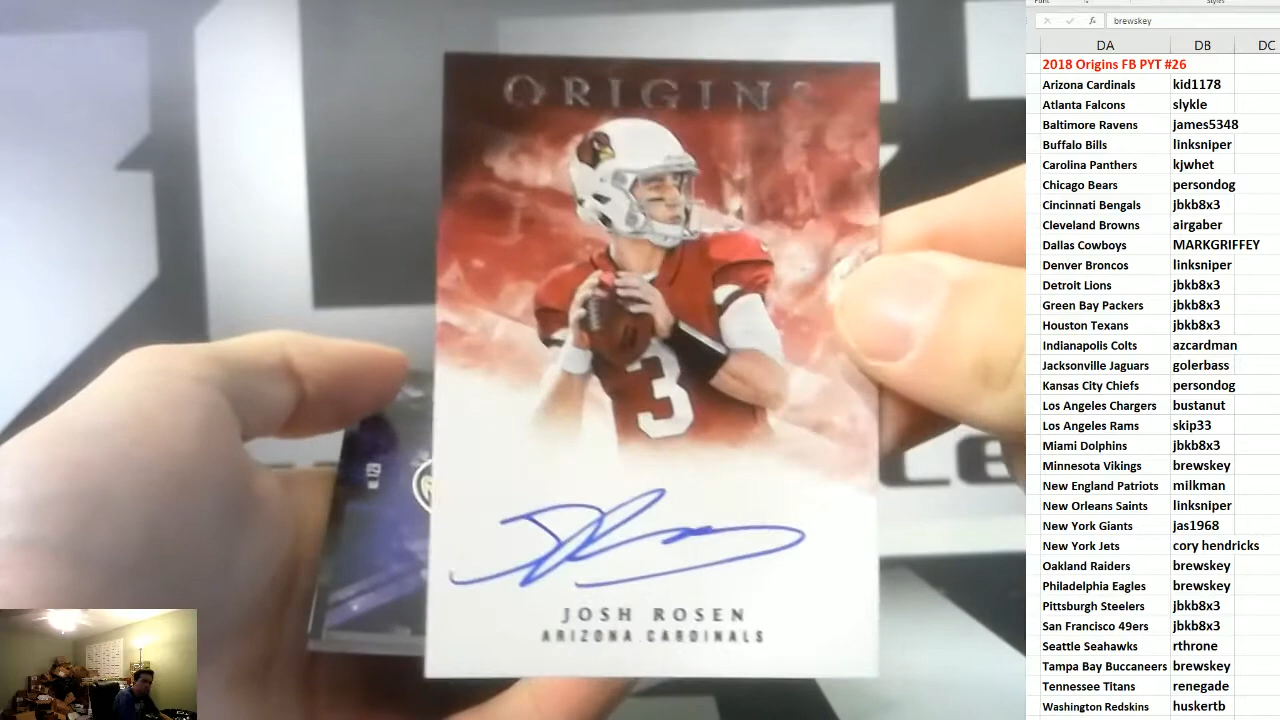 brewskey
DA DB DC
2018 Origins FB PYT #26
Arizona Cardinals kid1178
Atlanta Falcons slykle
Baltimore Ravens james5348
Buffalo Bills linksniper
Carolina Panthers kjwhet
Chicago Bears persondog
Cincinnati Bengals jbkb8x3
Cleveland Browns airgaber
Dallas Cowboys MARKGRIFFEY
Denver Broncos linksniper
Detroit Lions jbkb8x3
Green Bay Packers jbkb8x3
Houston Texans jbkb8x3
Indianapolis Colts azcardman
Jacksonville Jaguars golerbass
Kansas City Chiefs persondog
Los Angeles Chargers bustanut
Los Angeles Rams skip33
Miami Dolphins jbkb8x3
Minnesota Vikings brewskey
New England Patriots milkman
New Orleans Saints linksniper
New York Giants jas1968
New York Jets cory hendricks
Oakland Raiders brewskey
Philadelphia Eagles brewskey
Pittsburgh Steelers jbkb8x3
San Francisco 49ers jbkb8x3
Seattle Seahawks rthrone
Tampa Bay Buccaneers brewskey
Tennessee Titans renegade
Washington Redskins huskertb
ORIGINS
3
JOSH ROSEN
ARIZONA CARDINALS